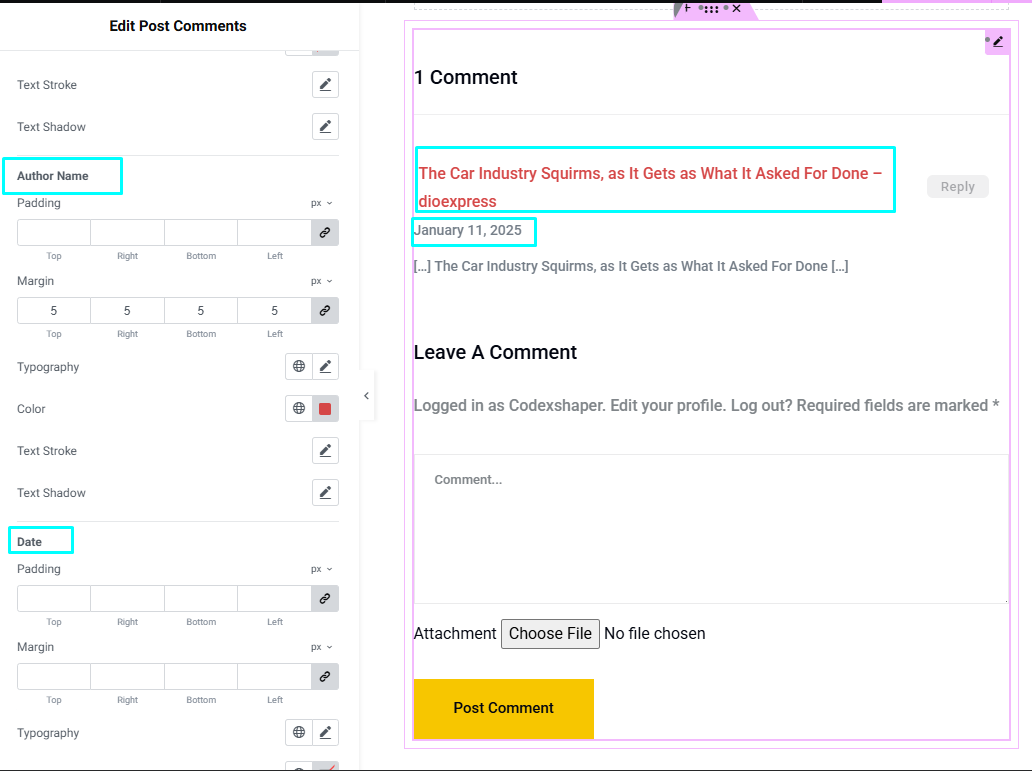 Edit Post Comments
Text Stroke
Text Shadow
Author Name
Padding
px
Top Right Bottom Left
Margin
px
5 5 5 5
Top Right Bottom Left
Typography
Color
Text Stroke
Text Shadow
Date
Padding
px
Top Right Bottom Left
Margin
px
Top Right Bottom Left
Typography
1 Comment
The Car Industry Squirms, as It Gets as What It Asked For Done –
dioexpress
Reply
January 11, 2025
[…] The Car Industry Squirms, as It Gets as What It Asked For Done […]
Leave A Comment
Logged in as Codexshaper. Edit your profile. Log out? Required fields are marked *
Comment...
Attachment Choose File No file chosen
Post Comment